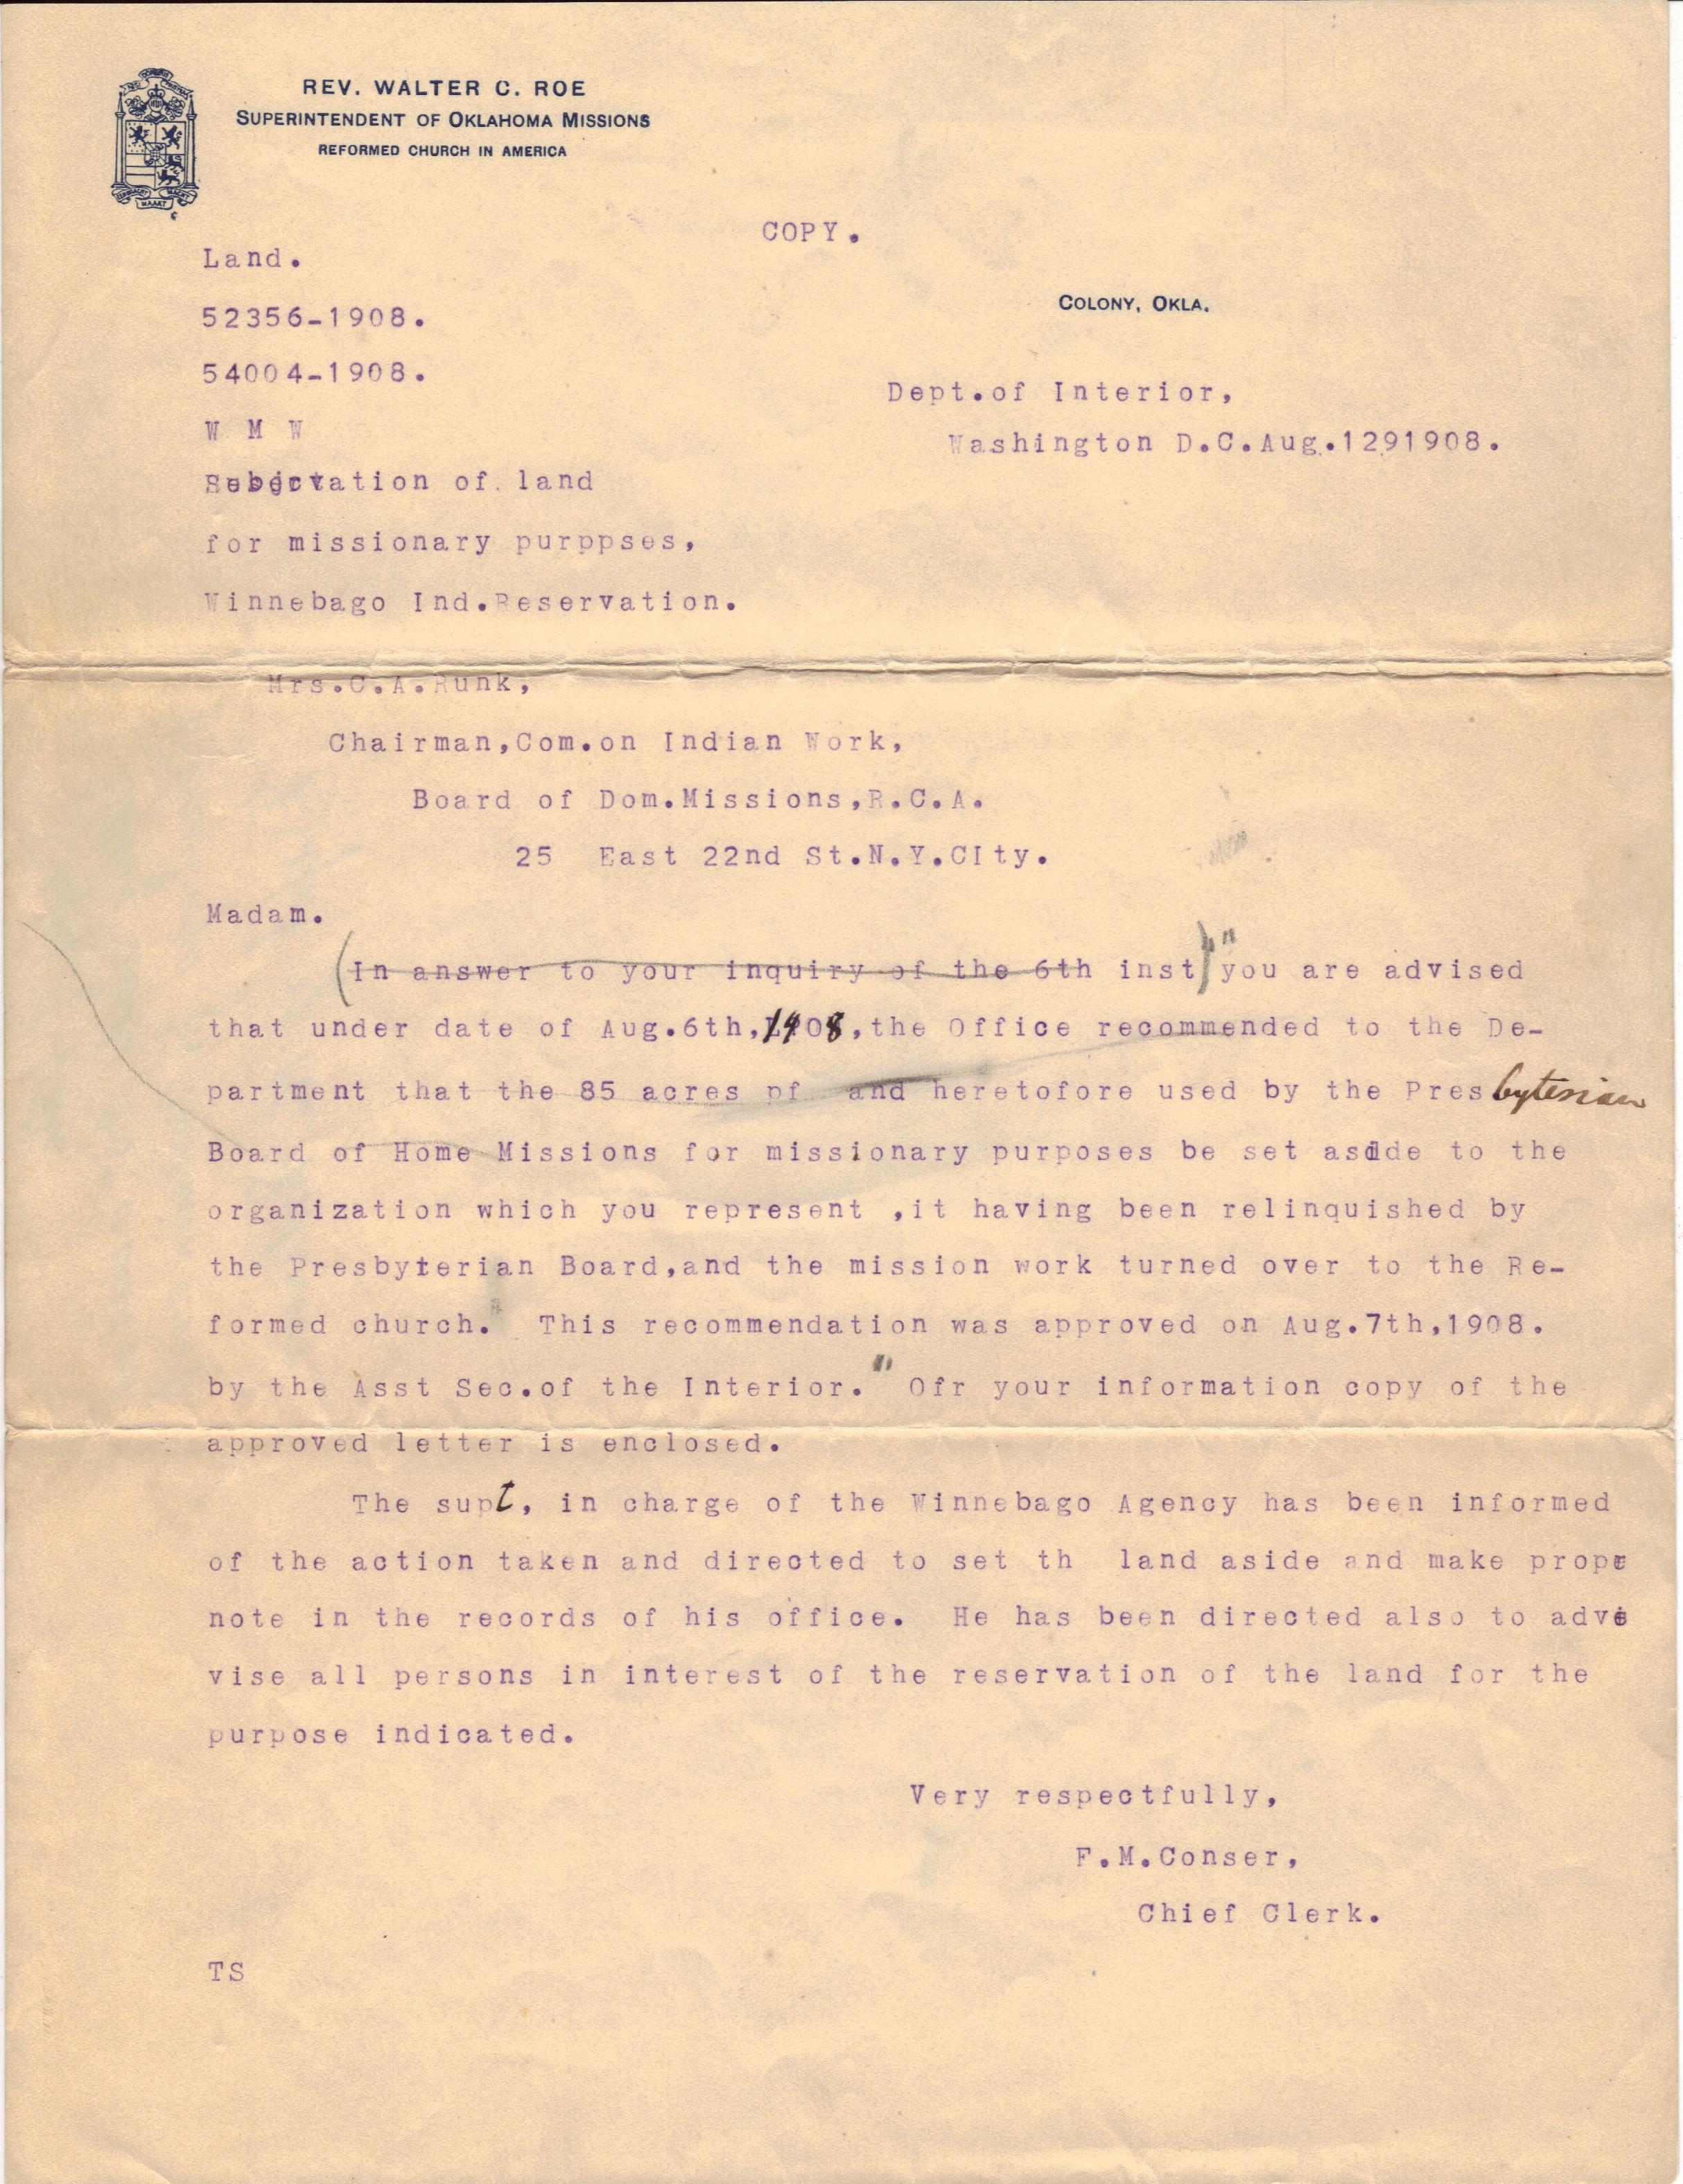 REV. WALTER C. ROE
SUPERINTENDENT OF OKLAHOMA MISSIONS
REFORMED CHURCH IN AMERICA
COPY.
Land.
COLONY, OKLA.
52356-1908.
54004-1908.
Dept.of Interior,
W M W
Washington D.C.Aug.1291908.
Reservation of land
for missionary purppses,
Winnebago Ind.Reservation.
Mrs.C.A.Runk,
Chairman,Com.on Indian Work,
Board of Dom.Missions,R.C.A.
25 East 22nd St.N.Y.CIty.
Madam.
(In answer to your inquiry of the 6th inst) "you are advised
that under date of Aug.6th,1908,the Office recommended to the De-
partment that the 85 acres pf and heretofore used by the Presbyterian
Board of Home Missions for missionary purposes be set asdide to the
organization which you represent ,it having been relinquished by
the Presbyterian Board,and the mission work turned over to the Re-
formed church. This recommendation was approved on Aug.7th,1908.
by the Asst Sec.of the Interior." Ofr your information copy of the
approved letter is enclosed.
The supt, in charge of the Winnebago Agency has been informed
of the action taken and directed to set th land aside and make prope
note in the records of his office. He has been directed also to adv
vise all persons in interest of the reservation of the land for the
purpose indicated.
Very respectfully,
F.M.Conser,
Chief Clerk.
TS